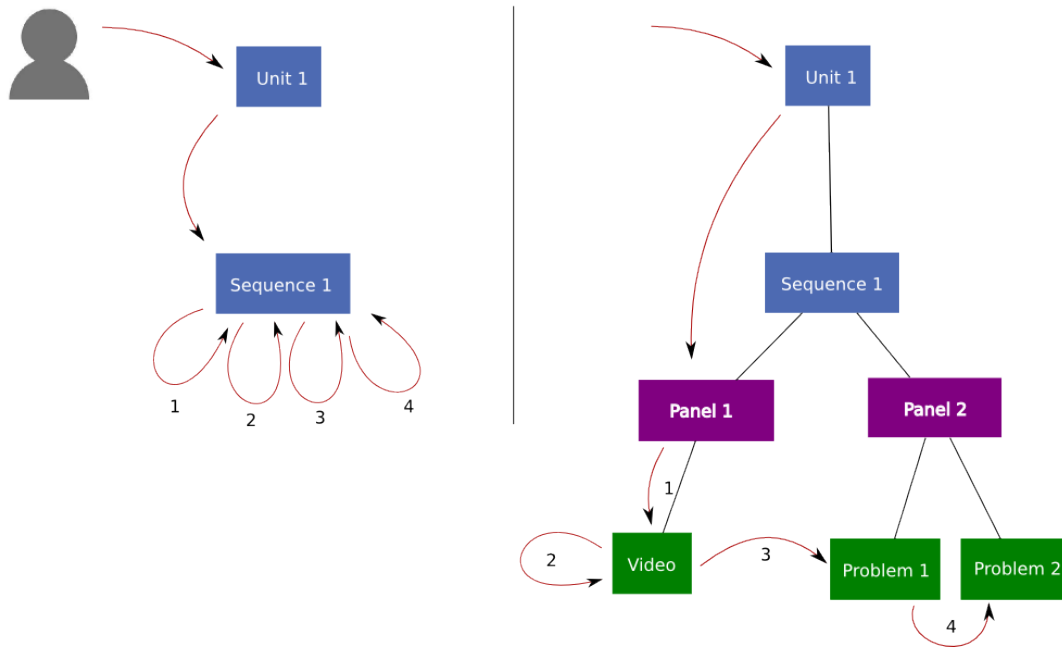 Unit 1
Sequence 1
1
2
3
4
Unit 1
Sequence 1
Panel 1
Panel 2
1
2
Video
3
Problem 1
Problem 2
4